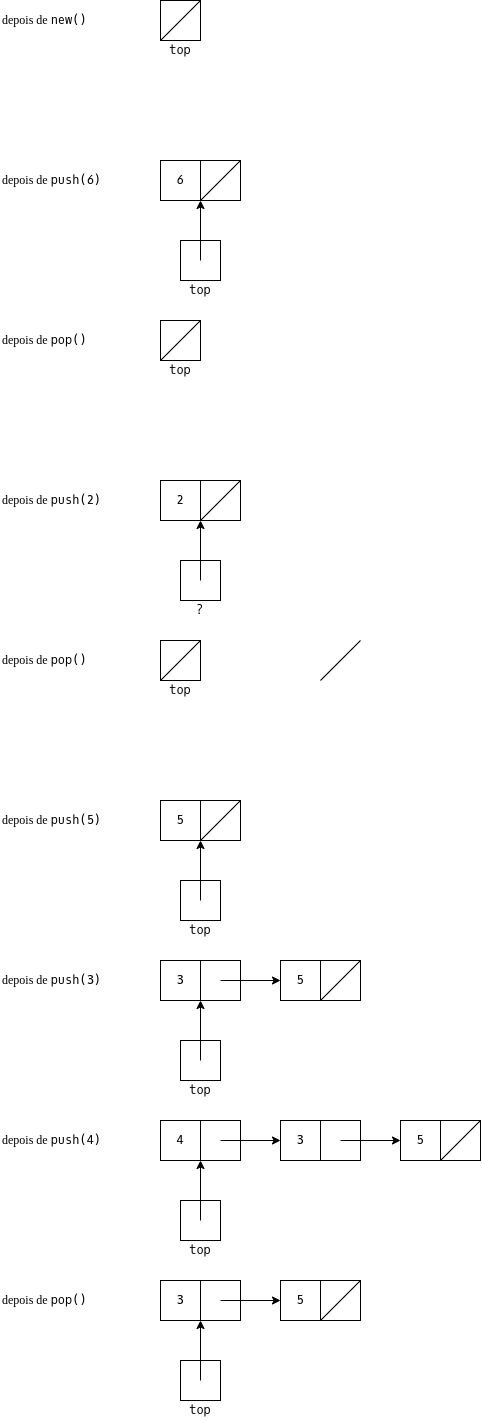 depois de new()
top
depois de push(6)
6
top
depois de pop()
top
depois de push(2)
2
?
depois de pop()
top
depois de push(5)
5
top
depois de push(3)
3 5
top
depois de push(4)
4 3 5
top
depois de pop()
3 5
top